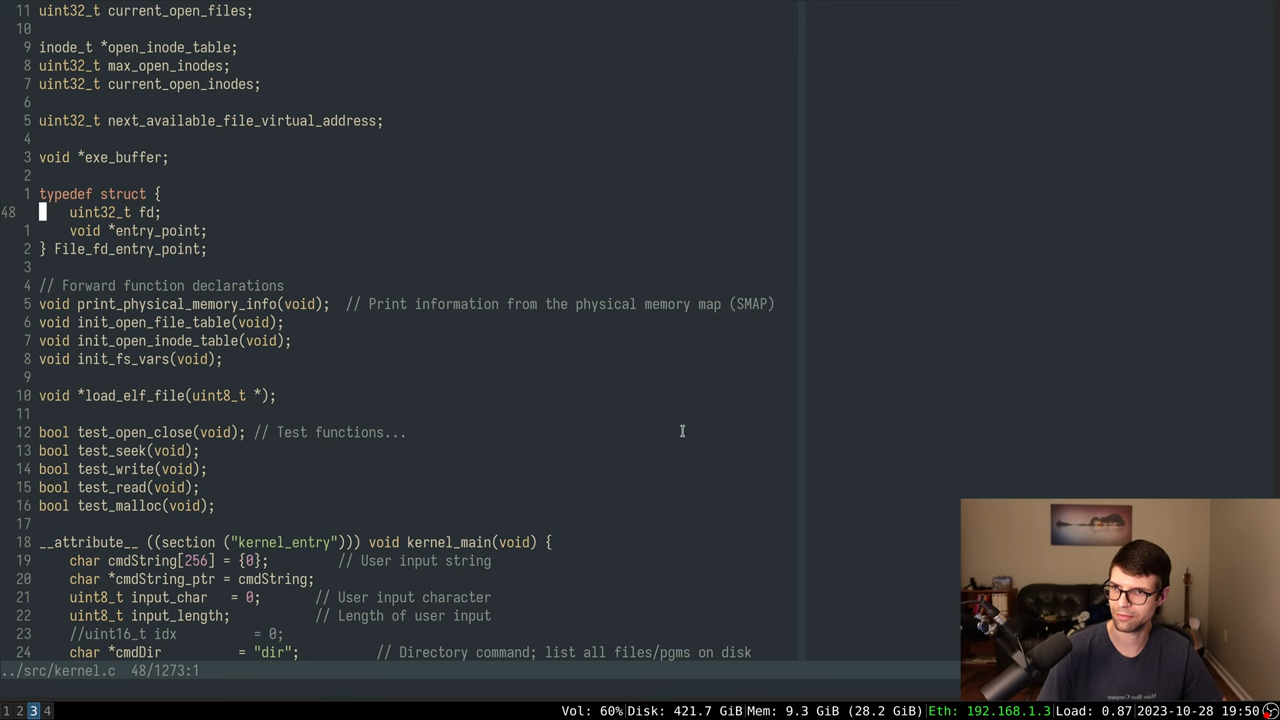 11 uint32_t current_open_files;
10
9 inode_t *open_inode_table;
8 uint32_t max_open_inodes;
7 uint32_t current_open_inodes;
6
5 uint32_t next_available_file_virtual_address;
4
3 void *exe_buffer;
2
1 typedef struct {
48     uint32_t fd;
1     void *entry_point;
2 } File_fd_entry_point;
3
4 // Forward function declarations
5 void print_physical_memory_info(void);  // Print information from the physical memory map (SMAP)
6 void init_open_file_table(void);
7 void init_open_inode_table(void);
8 void init_fs_vars(void);
9
10 void *load_elf_file(uint8_t *);
11
12 bool test_open_close(void); // Test functions...
13 bool test_seek(void);
14 bool test_write(void);
15 bool test_read(void);
16 bool test_malloc(void);
17
18 __attribute__ ((section ("kernel_entry"))) void kernel_main(void) {
19     char cmdString[256] = {0};         // User input string
20     char *cmdString_ptr = cmdString;
21     uint8_t input_char   = 0;       // User input character
22     uint8_t input_length;           // Length of user input
23     //uint16_t idx          = 0;
24     char *cmdDir          = "dir";          // Directory command; list all files/pgms on disk
../src/kernel.c  48/1273:1
1 2 3 4 Vol: 60%|Disk: 421.7 GiB|Mem: 9.3 GiB (28.2 GiB)|Eth: 192.168.1.3|Load: 0.87|2023-10-28 19:50